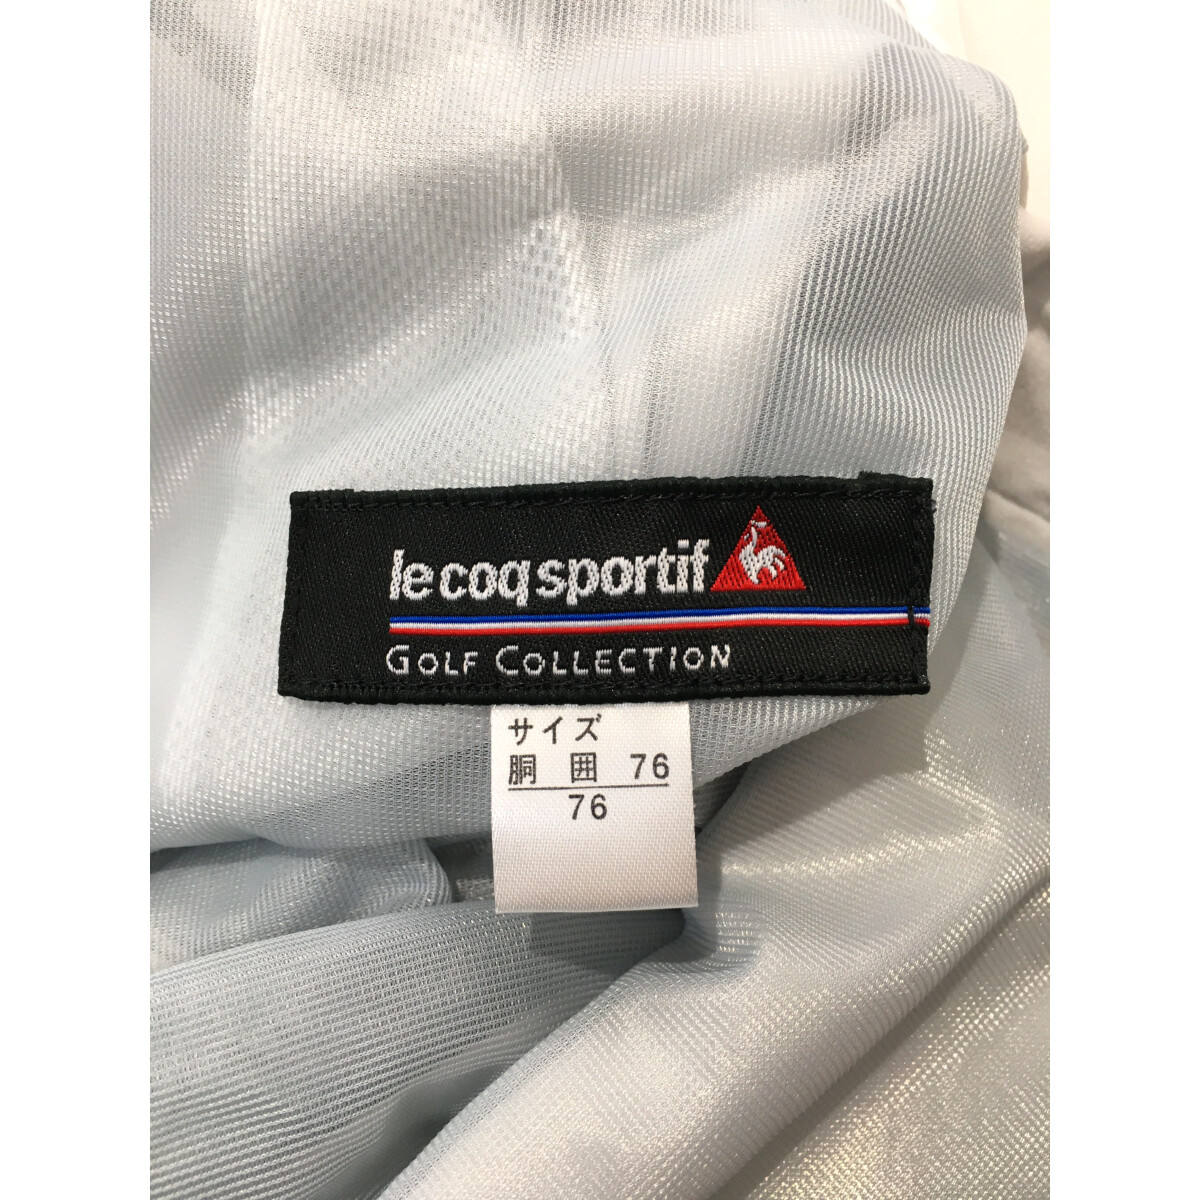 le coq sportif
GOLF COLLECTION
サイズ
胴囲 76
76